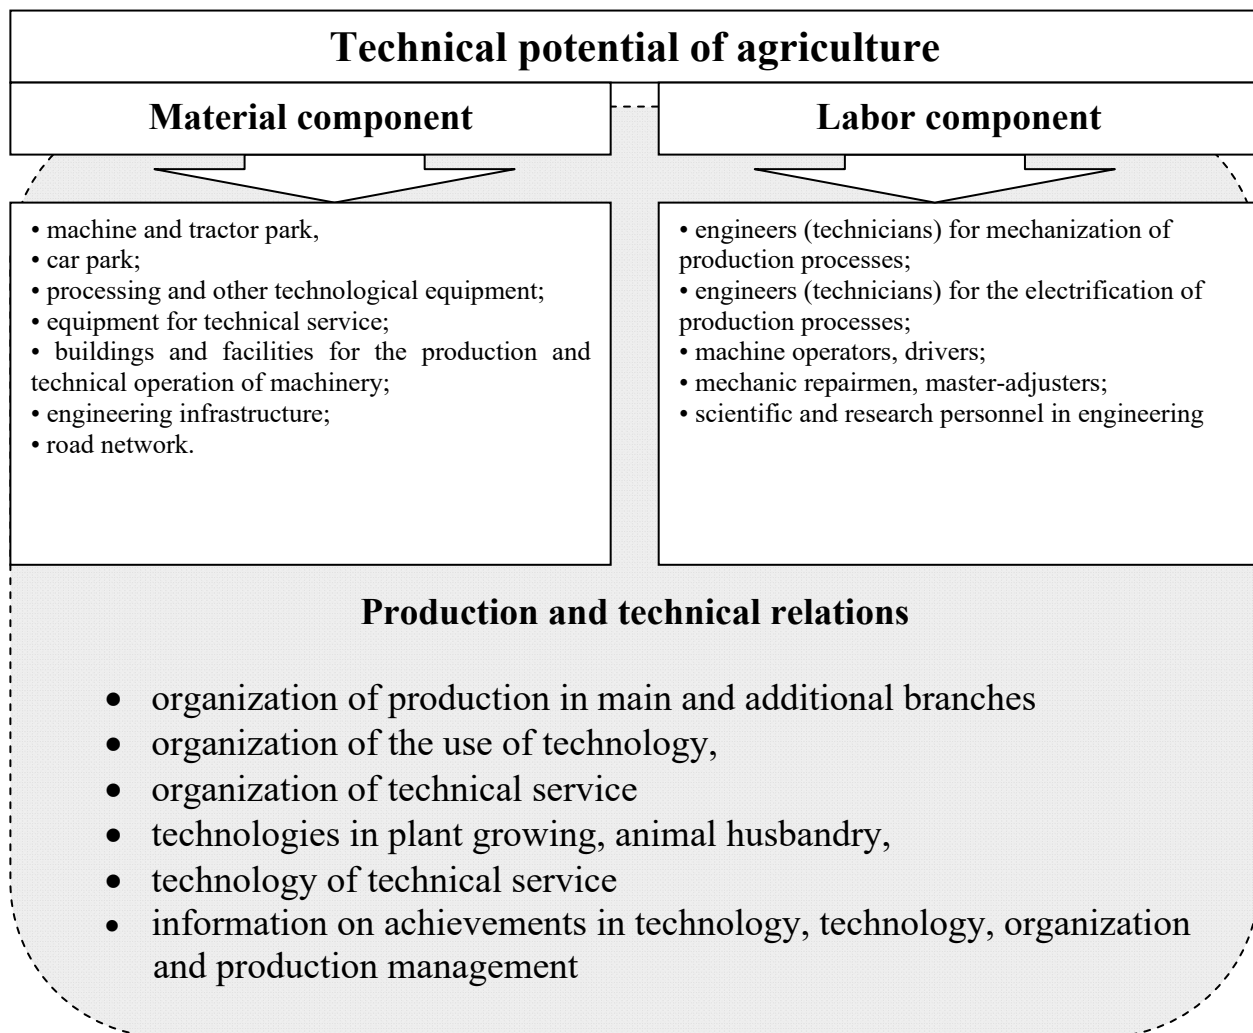 Technical potential of agriculture
Material component
• machine and tractor park,
• car park;
• processing and other technological equipment;
• equipment for technical service;
• buildings and facilities for the production and
technical operation of machinery;
• engineering infrastructure;
• road network.
Labor component
• engineers (technicians) for mechanization of
production processes;
• engineers (technicians) for the electrification of
production processes;
• machine operators, drivers;
• mechanic repairmen, master-adjusters;
• scientific and research personnel in engineering
Production and technical relations
• organization of production in main and additional branches
• organization of the use of technology,
• organization of technical service
• technologies in plant growing, animal husbandry,
• technology of technical service
• information on achievements in technology, technology, organization
and production management